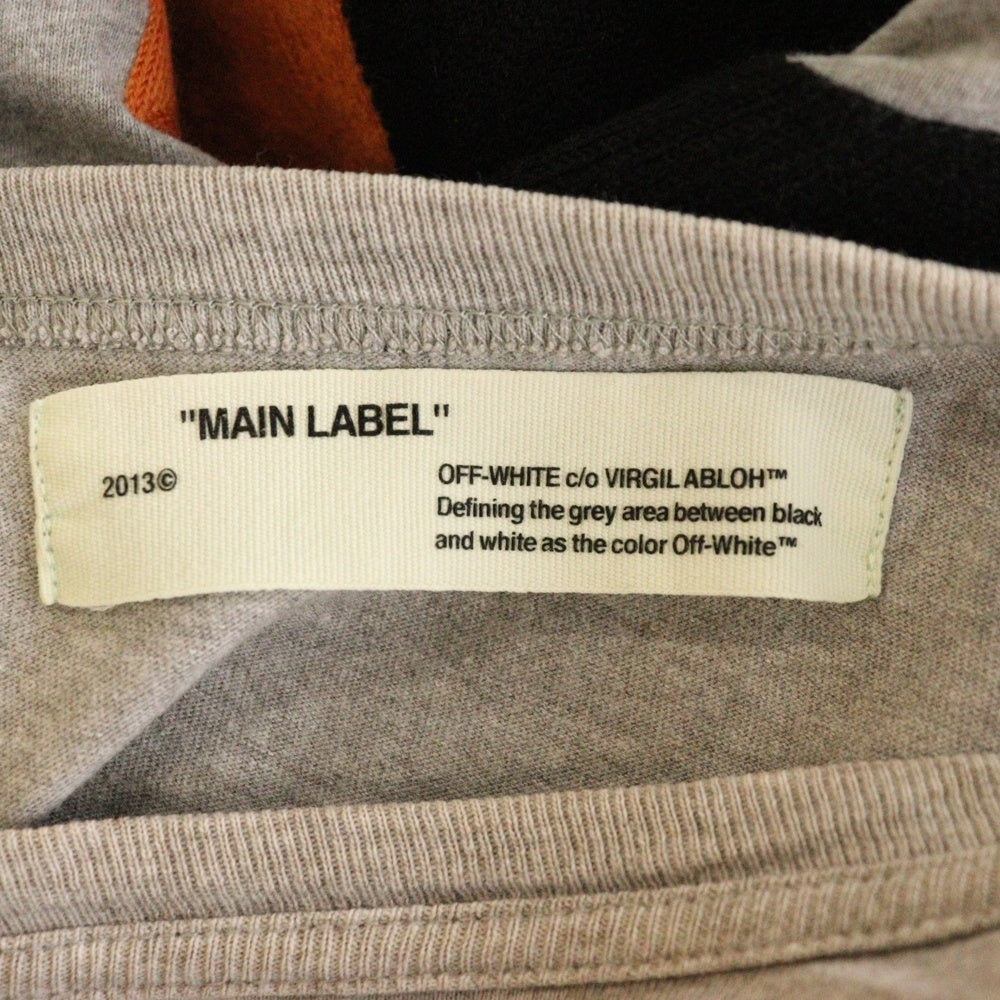 "MAIN LABEL"
2013©
OFF-WHITE c/o VIRGIL ABLOH™
Defining the grey area between black
and white as the color Off-White™